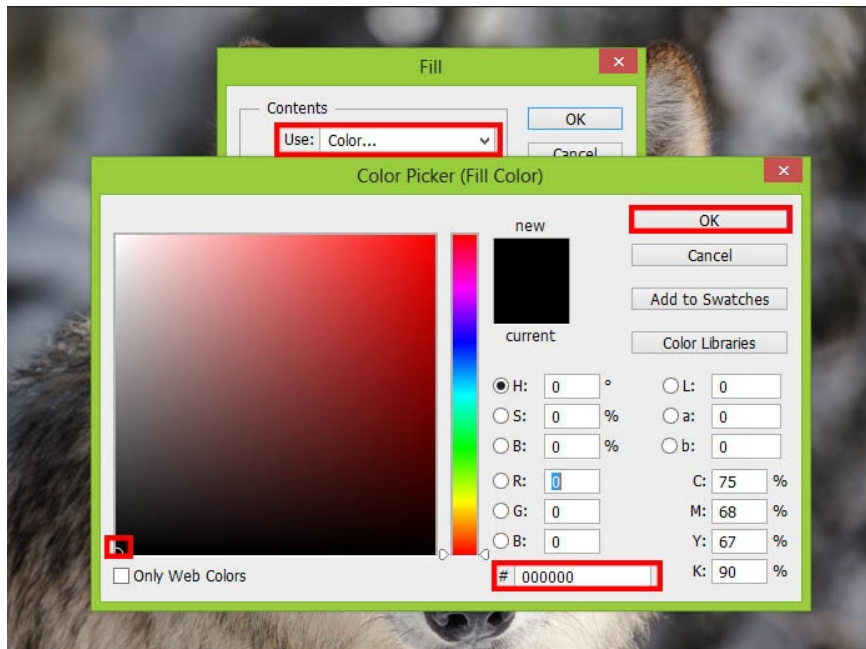 Fill
Contents
Use: Color...
OK
Cancel
Color Picker (Fill Color)
new
current
OK
Cancel
Add to Swatches
Color Libraries
H: 0 °
S: 0 %
B: 0 %
R: 0
G: 0
B: 0
# 000000
L: 0
a: 0
b: 0
C: 75 %
M: 68 %
Y: 67 %
K: 90 %
Only Web Colors